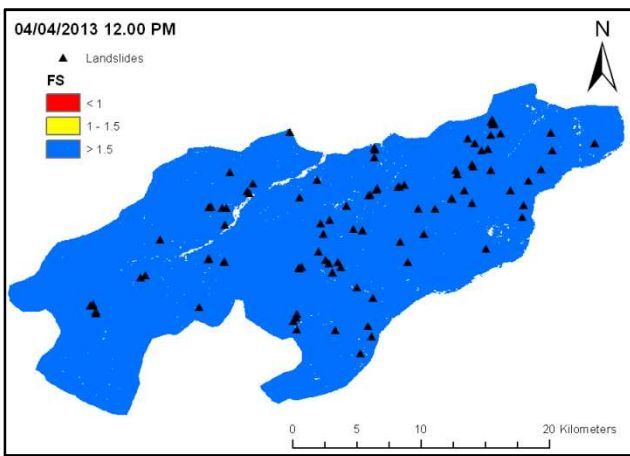 04/04/2013 12.00 PM
N
Landslides
FS
< 1
1 - 1.5
> 1.5
0 5 10 20 Kilometers